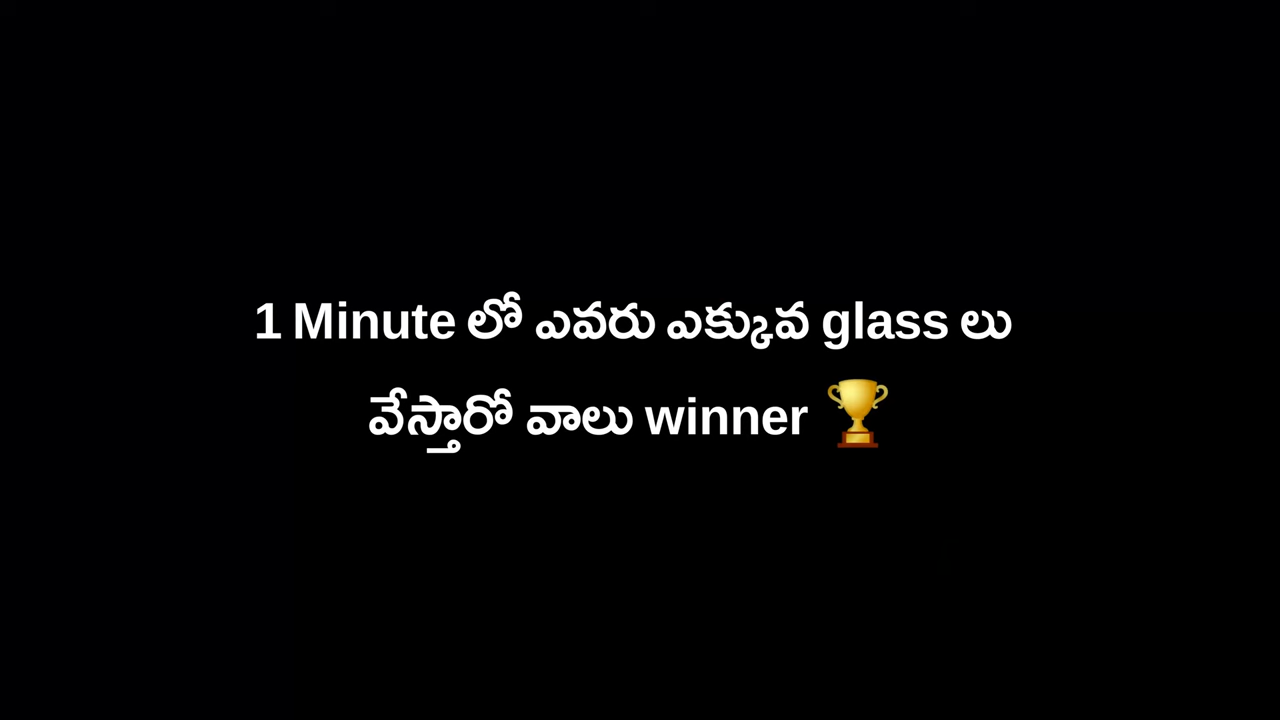 1 Minute లో ఎవరు ఎక్కువ glass లు
వేస్తారో వాలు winner 🏆